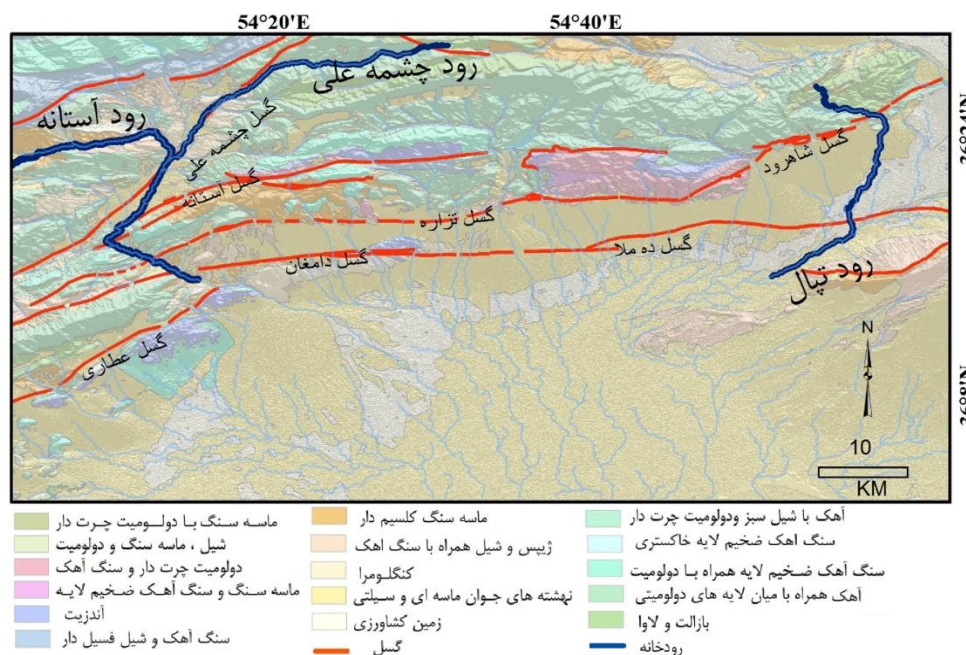 54°20'E
54°40'E
رود چشمه علی
رود آستانه
گسل چشمه علی
گسل آستانه
گسل شاهرود
گسل تزاره
گسل ده ملا
گسل دامغان
رود تپال
گسل عطاری
36°24'N
36°8'N
N
10
KM
ماسه سنگ با دولومیت چرت دار
شیل ، ماسه سنگ و دولومیت
دولومیت چرت دار و سنگ آهک
ماسه سنگ و سنگ آهک ضخیم لایه
آندزیت
سنگ آهک و شیل فسیل دار
ماسه سنگ کلسیم دار
ژیپس و شیل همراه با سنگ اهک
کنگلومرا
نهشته های جوان ماسه ای و سیلتی
زمین کشاورزی
گسل
آهک با شیل سبز ودولومیت چرت دار
سنگ اهک ضخیم لایه خاکستری
سنگ آهک ضخیم لایه همراه با دولومیت
آهک همراه با میان لایه های دولومیتی
بازالت و لاوا
رودخانه